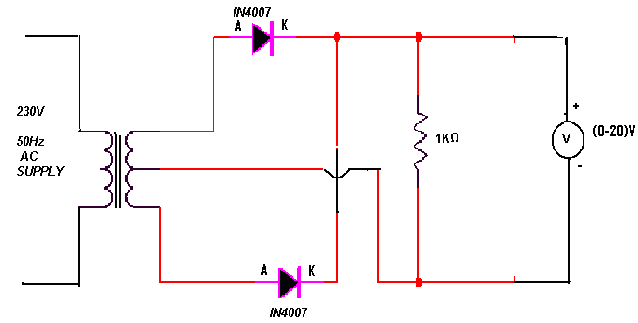 IN4007
A K
230V
50Hz
AC
SUPPLY
1KΩ
+
V
(0-20)V
-
A K
IN4007